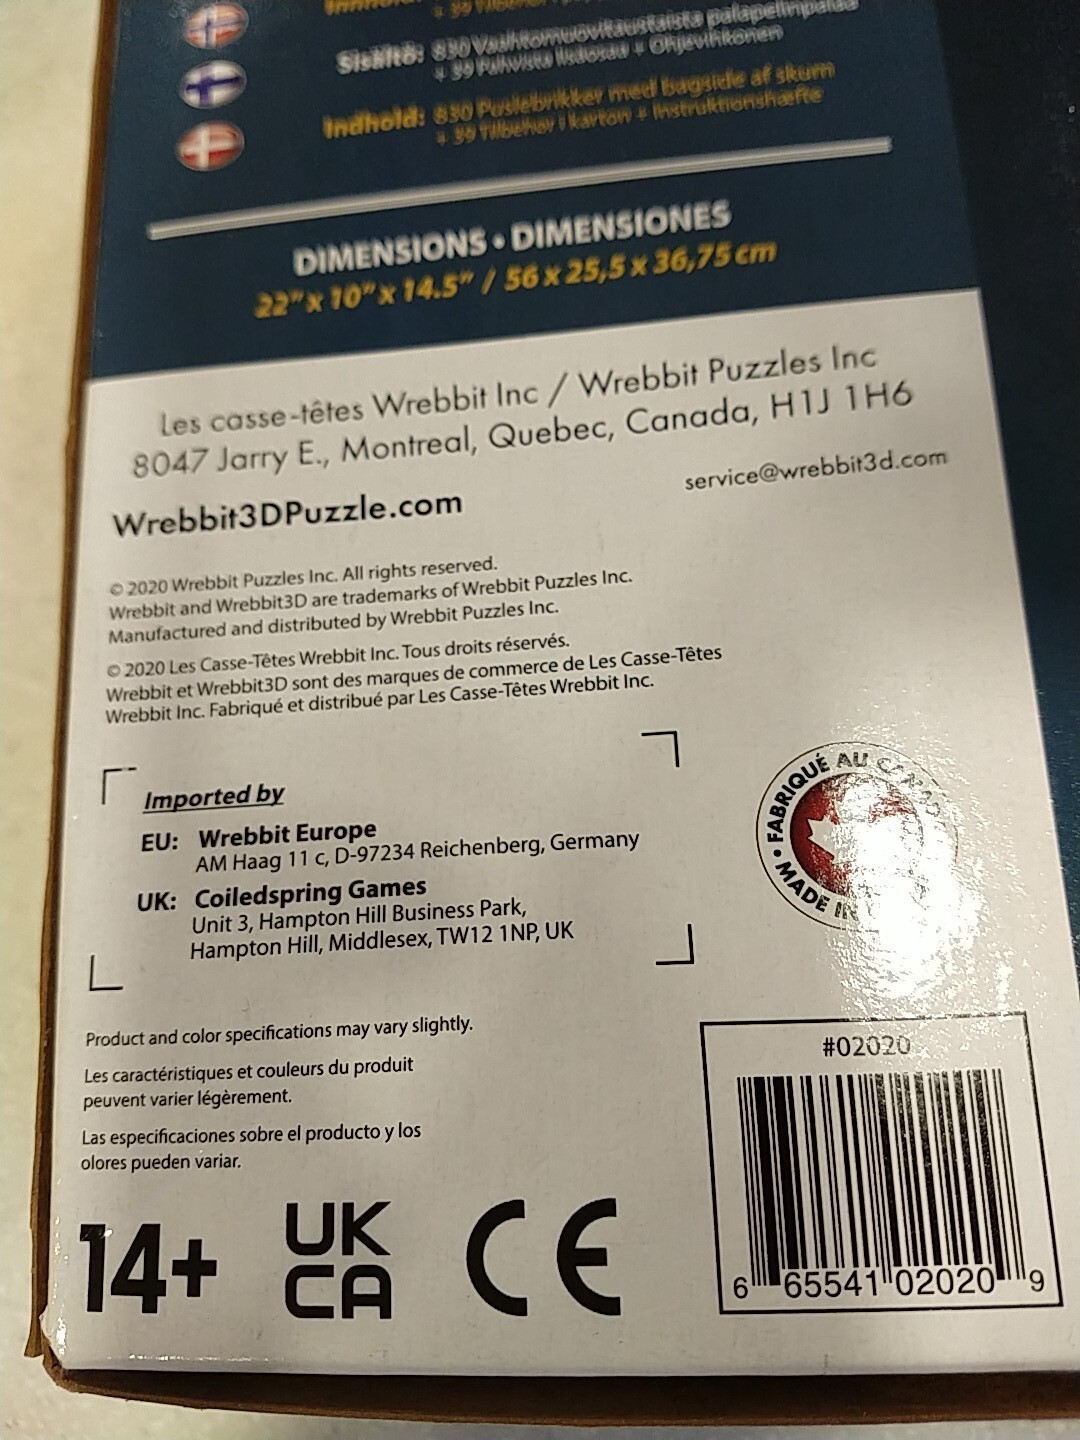 Sisältö: 830 Vaahtomuovitaustaista palapelinpalaa
+ 39 Pahvista lisäosaa + Ohjevihkonen
Indhold: 830 Puslebrikker med bagside af skum
+ 39 Tilbehør i karton + Instruktionshæfte
DIMENSIONS • DIMENSIONES
22" x 10" x 14.5" / 56 x 25,5 x 36,75 cm
Les casse-têtes Wrebbit Inc / Wrebbit Puzzles Inc
8047 Jarry E., Montreal, Quebec, Canada, H1J 1H6
Wrebbit3DPuzzle.com
service@wrebbit3d.com
© 2020 Wrebbit Puzzles Inc. All rights reserved.
Wrebbit and Wrebbit3D are trademarks of Wrebbit Puzzles Inc.
Manufactured and distributed by Wrebbit Puzzles Inc.
© 2020 Les Casse-Têtes Wrebbit Inc. Tous droits réservés.
Wrebbit et Wrebbit3D sont des marques de commerce de Les Casse-Têtes
Wrebbit Inc. Fabriqué et distribué par Les Casse-Têtes Wrebbit Inc.
Imported by
EU: Wrebbit Europe
AM Haag 11 c, D-97234 Reichenberg, Germany
UK: Coiledspring Games
Unit 3, Hampton Hill Business Park,
Hampton Hill, Middlesex, TW12 1NP, UK
• FABRIQUÉ AU CANADA
MADE IN
Product and color specifications may vary slightly.
Les caractéristiques et couleurs du produit
peuvent varier légèrement.
Las especificaciones sobre el producto y los
olores pueden variar.
14+
UK
CA
CE
#02020
6 65541 02020 9